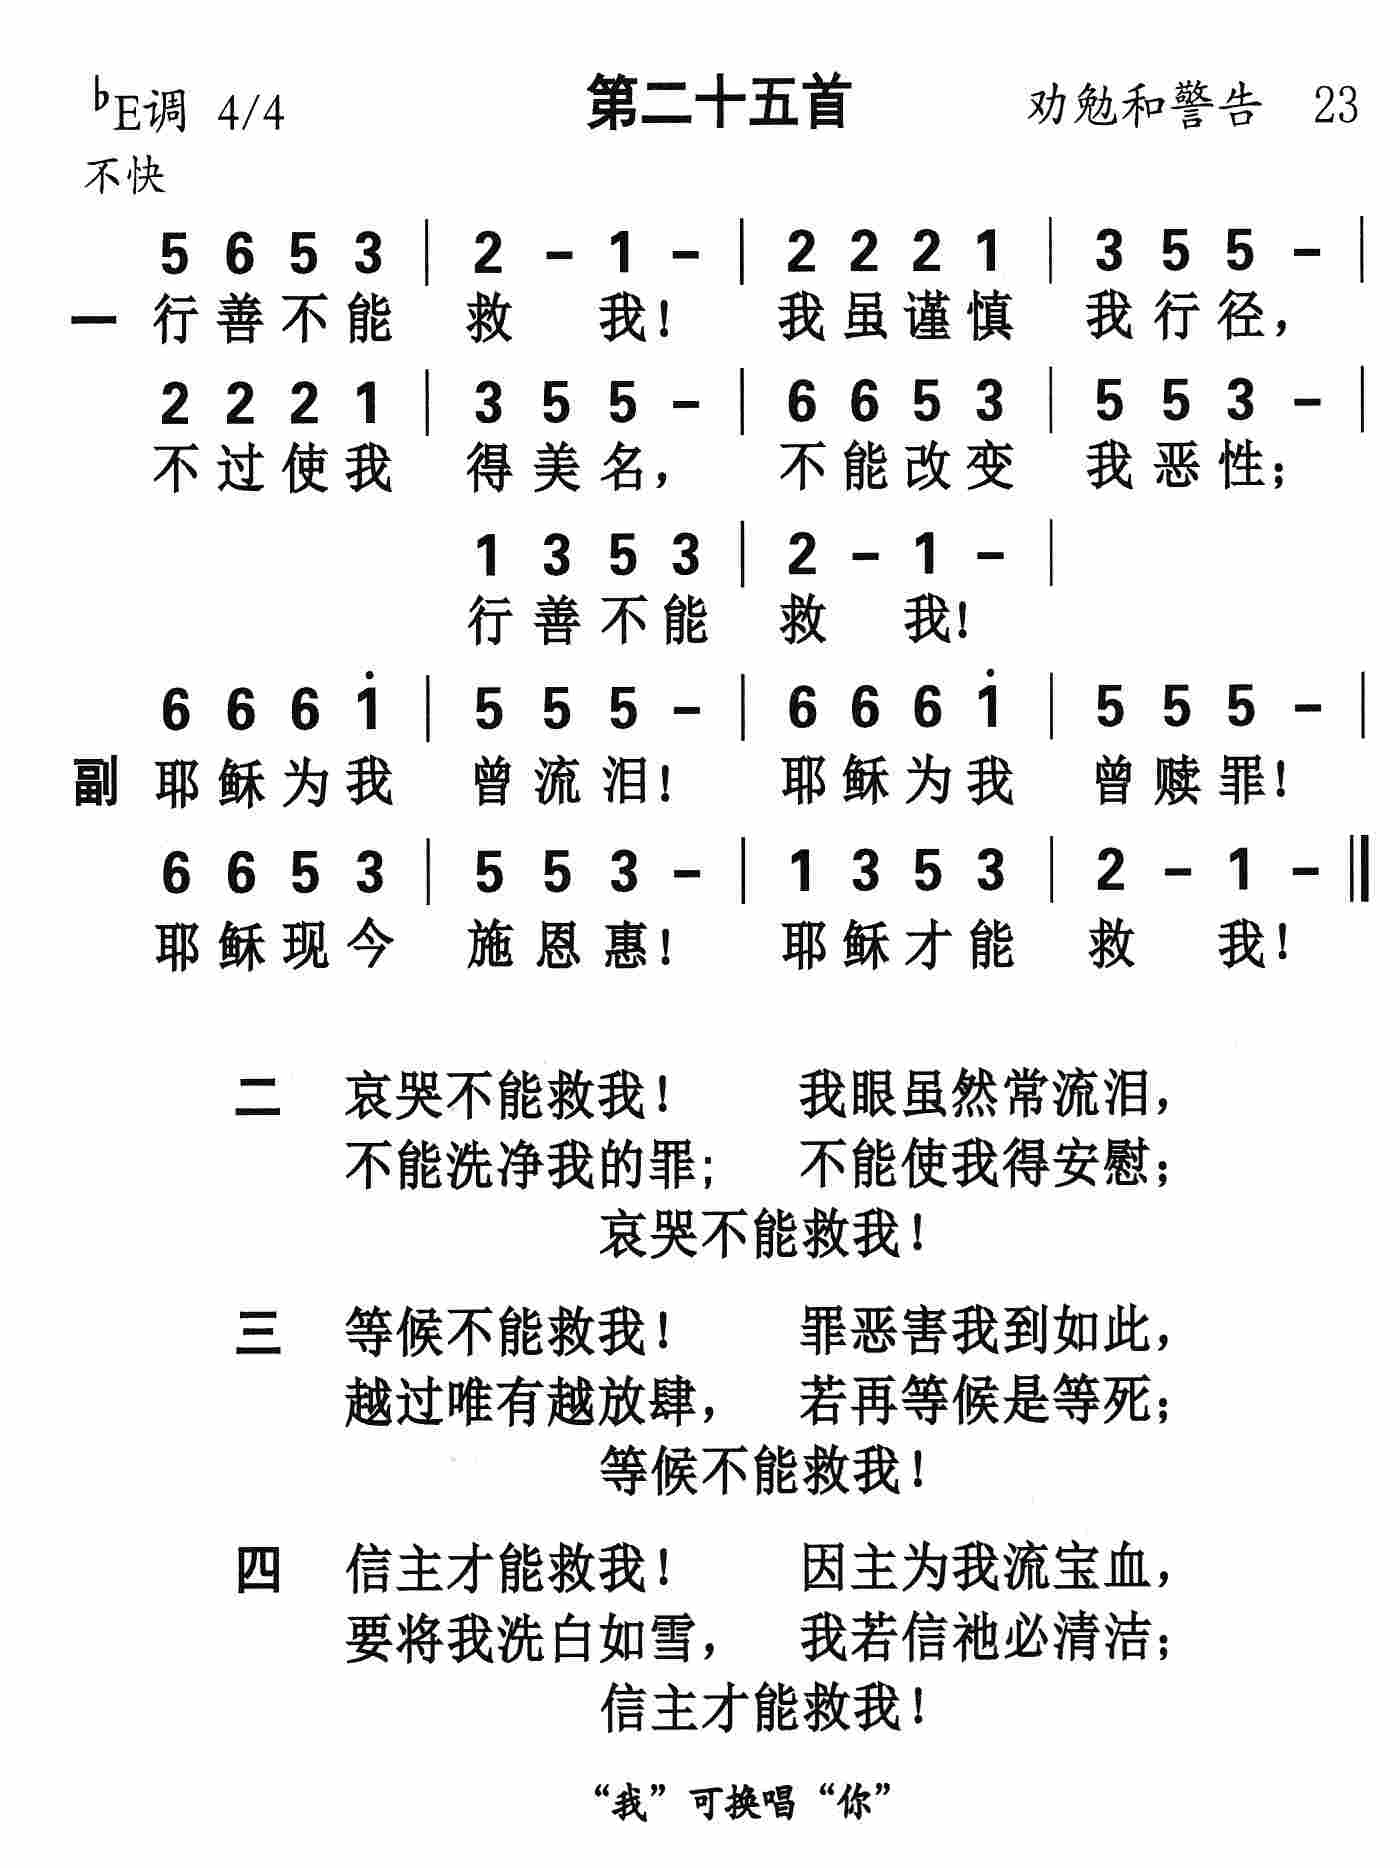 ♭E调 4/4 第二十五首 劝勉和警告 23
不快
5 6 5 3 | 2 – 1 – | 2 2 2 1 | 3 5 5 – |
一 行善不能 救 我! 我虽谨慎 我行径,
2 2 2 1 | 3 5 5 – | 6 6 5 3 | 5 5 3 – |
不过使我 得美名, 不能改变 我恶性;
1 3 5 3 | 2 – 1 – |
行善不能 救 我!
6 6 6 1̇ | 5 5 5 – | 6 6 6 1̇ | 5 5 5 – |
副 耶稣为我 曾流泪! 耶稣为我 曾赎罪!
6 6 5 3 | 5 5 3 – | 1 3 5 3 | 2 – 1 – ‖
耶稣现今 施恩惠! 耶稣才能 救 我!
二 哀哭不能救我! 我眼虽然常流泪,
不能洗净我的罪; 不能使我得安慰;
哀哭不能救我!
三 等候不能救我! 罪恶害我到如此,
越过唯有越放肆, 若再等候是等死;
等候不能救我!
四 信主才能救我! 因主为我流宝血,
要将我洗白如雪, 我若信祂必清洁;
信主才能救我!
“我”可换唱“你”